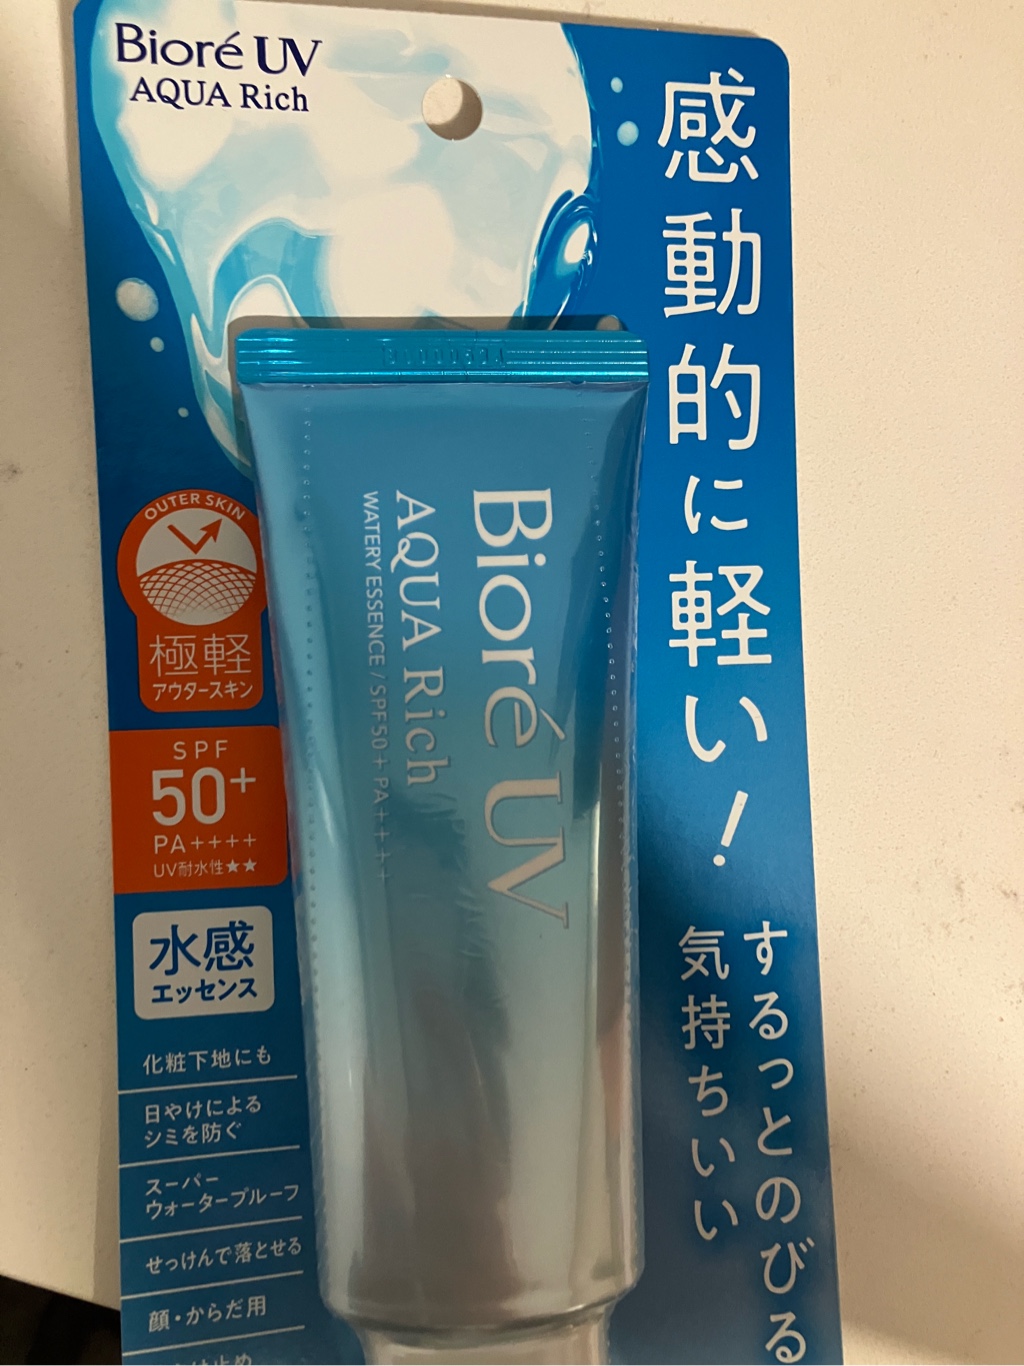 Bioré UV
AQUA Rich
感動的に軽い!
するっとのびる
気持ちいい
OUTER SKIN
極軽
アウタースキン
SPF
50+
PA++++
UV耐水性★★
水感
エッセンス
化粧下地にも
日やけによる
シミを防ぐ
スーパー
ウォータープルーフ
せっけんで落とせる
顔・からだ用
Bioré UV
AQUA Rich
WATERY ESSENCE / SPF50+ PA++++